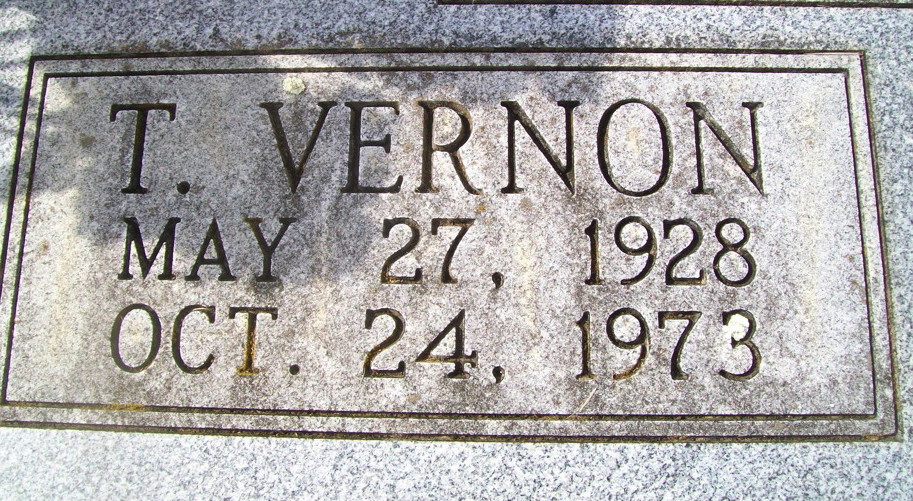 T. VERNON
MAY 27, 1928
OCT. 24, 1973